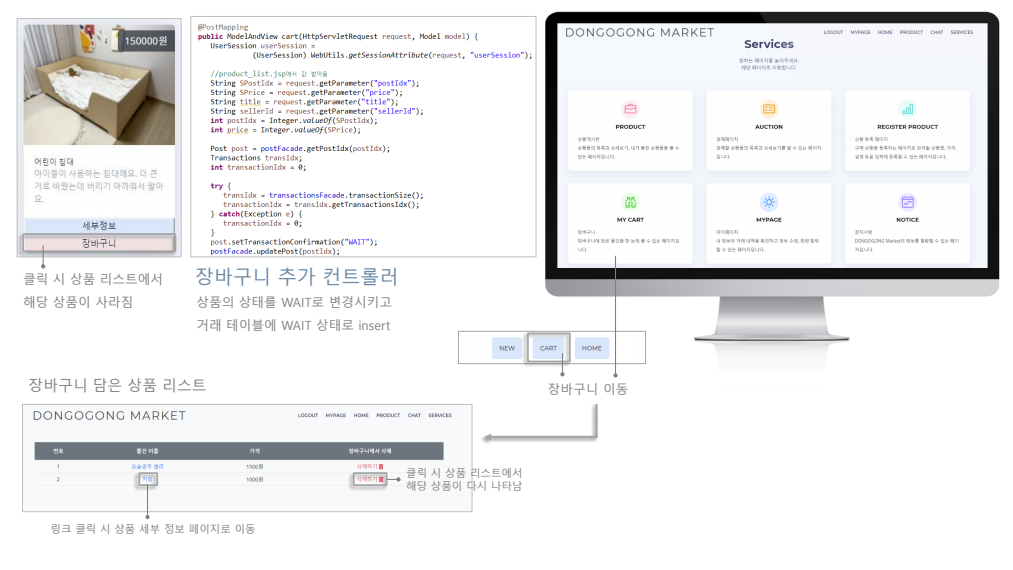 150000원
어린이 침대
아이들이 사용하는 침대에요. 더 큰
거로 바꿨는데 버리기 아까워서 팔아
요.
세부정보
장바구니
클릭 시 상품 리스트에서
해당 상품이 사라짐
@PostMapping
public ModelAndView cart(HttpServletRequest request, Model model) {
UserSession userSession =
(UserSession) WebUtils.getSessionAttribute(request, "userSession");
//product_list.jsp에서 값 받아옴
String SPostIdx = request.getParameter("postIdx");
String SPrice = request.getParameter("price");
String title = request.getParameter("title");
String sellerId = request.getParameter("sellerId");
int postIdx = Integer.valueOf(SPostIdx);
int price = Integer.valueOf(SPrice);
Post post = postFacade.getPostIdx(postIdx);
Transactions transIdx;
int transactionIdx = 0;
try {
transIdx = transactionsFacade.transactionSize();
transactionIdx = transIdx.getTransactionsIdx();
} catch(Exception e) {
transactionIdx = 0;
}
post.setTransactionConfirmation("WAIT");
postFacade.updatePost(postIdx);
장바구니 추가 컨트롤러
상품의 상태를 WAIT로 변경시키고
거래 테이블에 WAIT 상태로 insert
DONGOGONG MARKET
LOGOUT MYPAGE HOME PRODUCT CHAT SERVICES
Services
원하는 페이지를 눌러주세요.
해당 페이지로 이동합니다.
PRODUCT
상품게시판
상품들의 목록과 상세보기, 내가 올린 상품들을 볼 수
있는 페이지입니다.
AUCTION
경매페이지
경매할 상품들의 목록과 상세보기를 할 수 있는 페이지
입니다.
REGISTER PRODUCT
상품 등록 페이지
구매 상품을 등록하는 페이지로 검색될 상품명, 가격,
설명 등을 입력해 등록할 수 있는 페이지입니다.
MY CART
장바구니
장바구니에 담은 물건을 한 눈에 볼 수 있는 페이지입
니다.
MYPAGE
마이페이지
내 정보와 거래 내역을 확인하고 정보 수정, 회원 탈퇴
할 수 있는 페이지입니다.
NOTICE
공지사항
DONGOGONG Market의 정보를 열람할 수 있는 페이
지입니다.
NEW CART HOME
장바구니 이동
장바구니 담은 상품 리스트
DONGOGONG MARKET
LOGOUT MYPAGE HOME PRODUCT CHAT SERVICES
번호 물건 이름 가격 장바구니에서 삭제
1 오솔공주 셀리 1500원 삭제하기
2 키링 1000원 삭제하기
클릭 시 상품 리스트에서
해당 상품이 다시 나타남
링크 클릭 시 상품 세부 정보 페이지로 이동